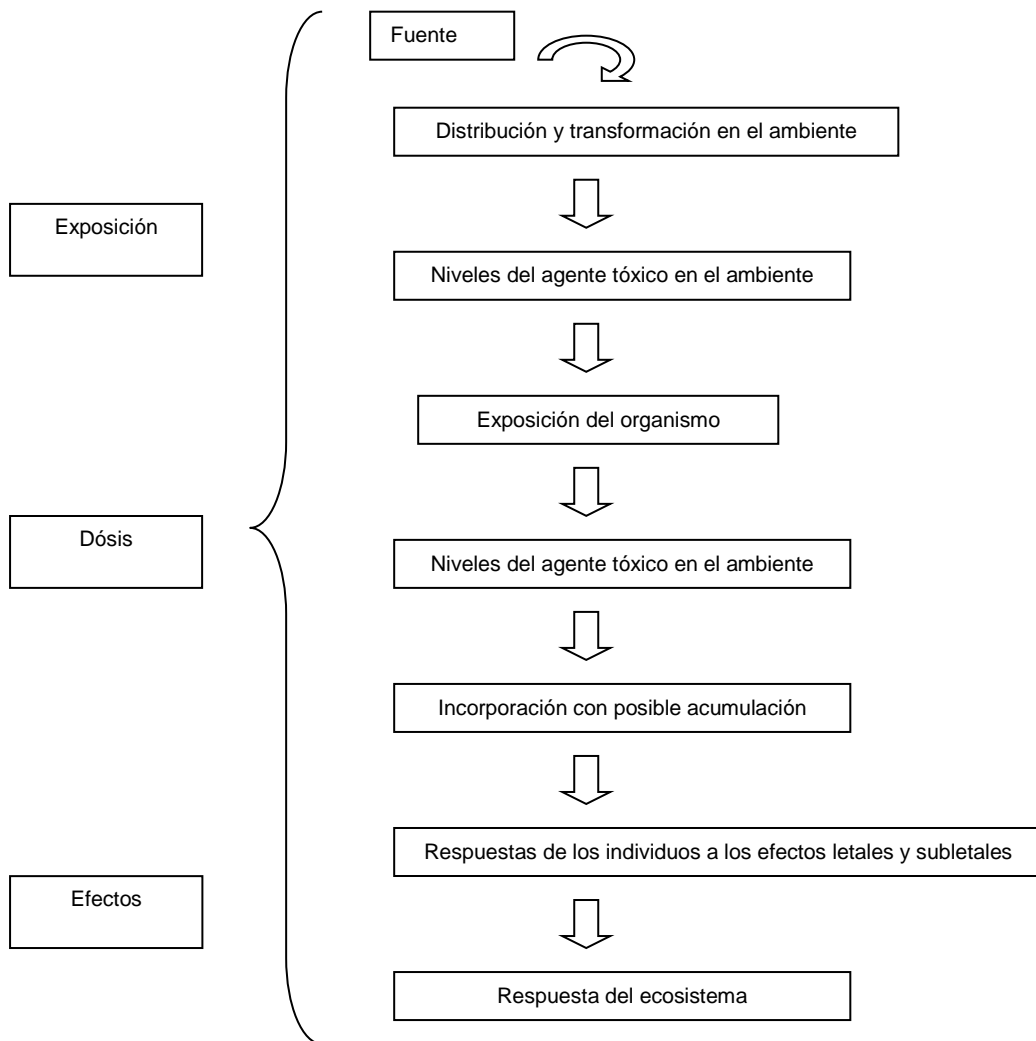 Fuente
Distribución y transformación en el ambiente
Exposición
Niveles del agente tóxico en el ambiente
Exposición del organismo
Dósis
Niveles del agente tóxico en el ambiente
Incorporación con posible acumulación
Respuestas de los individuos a los efectos letales y subletales
Efectos
Respuesta del ecosistema